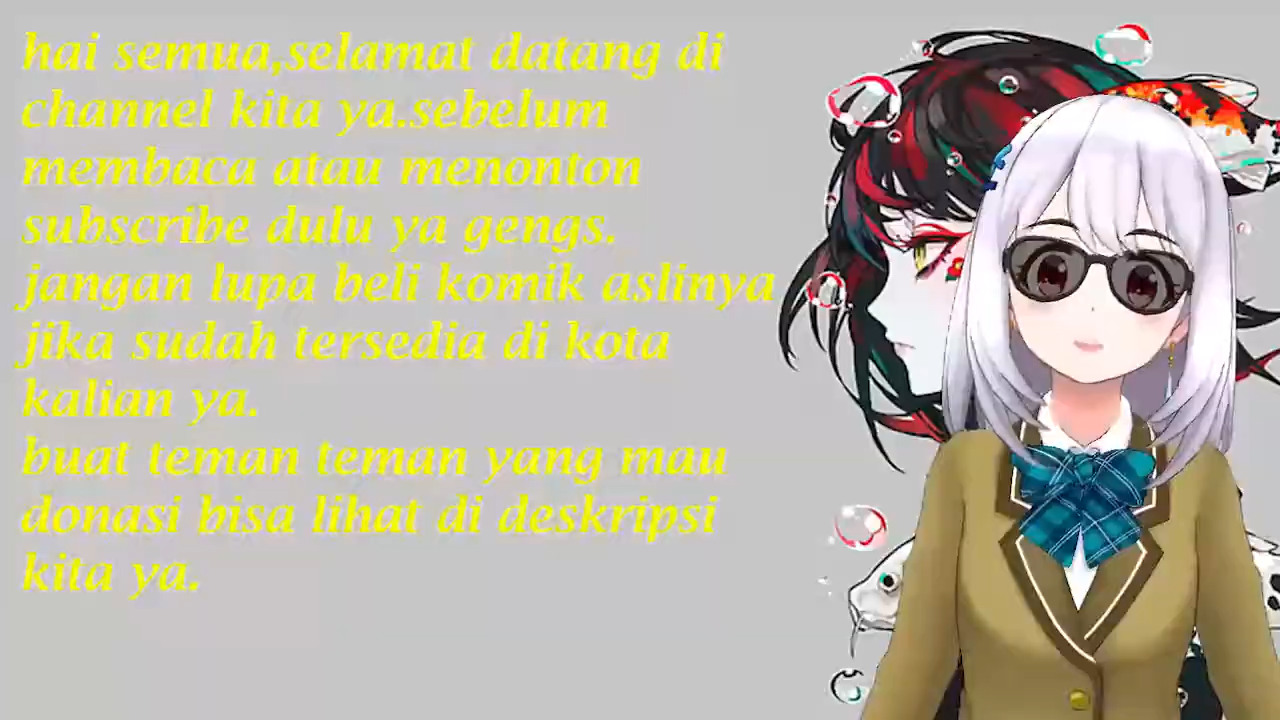 hai semua,selamat datang di
channel kita ya.sebelum
membaca atau menonton
subscribe dulu ya gengs.
jangan lupa beli komik aslinya
jika sudah tersedia di kota
kalian ya.
buat teman teman yang mau
donasi bisa lihat di deskripsi
kita ya.